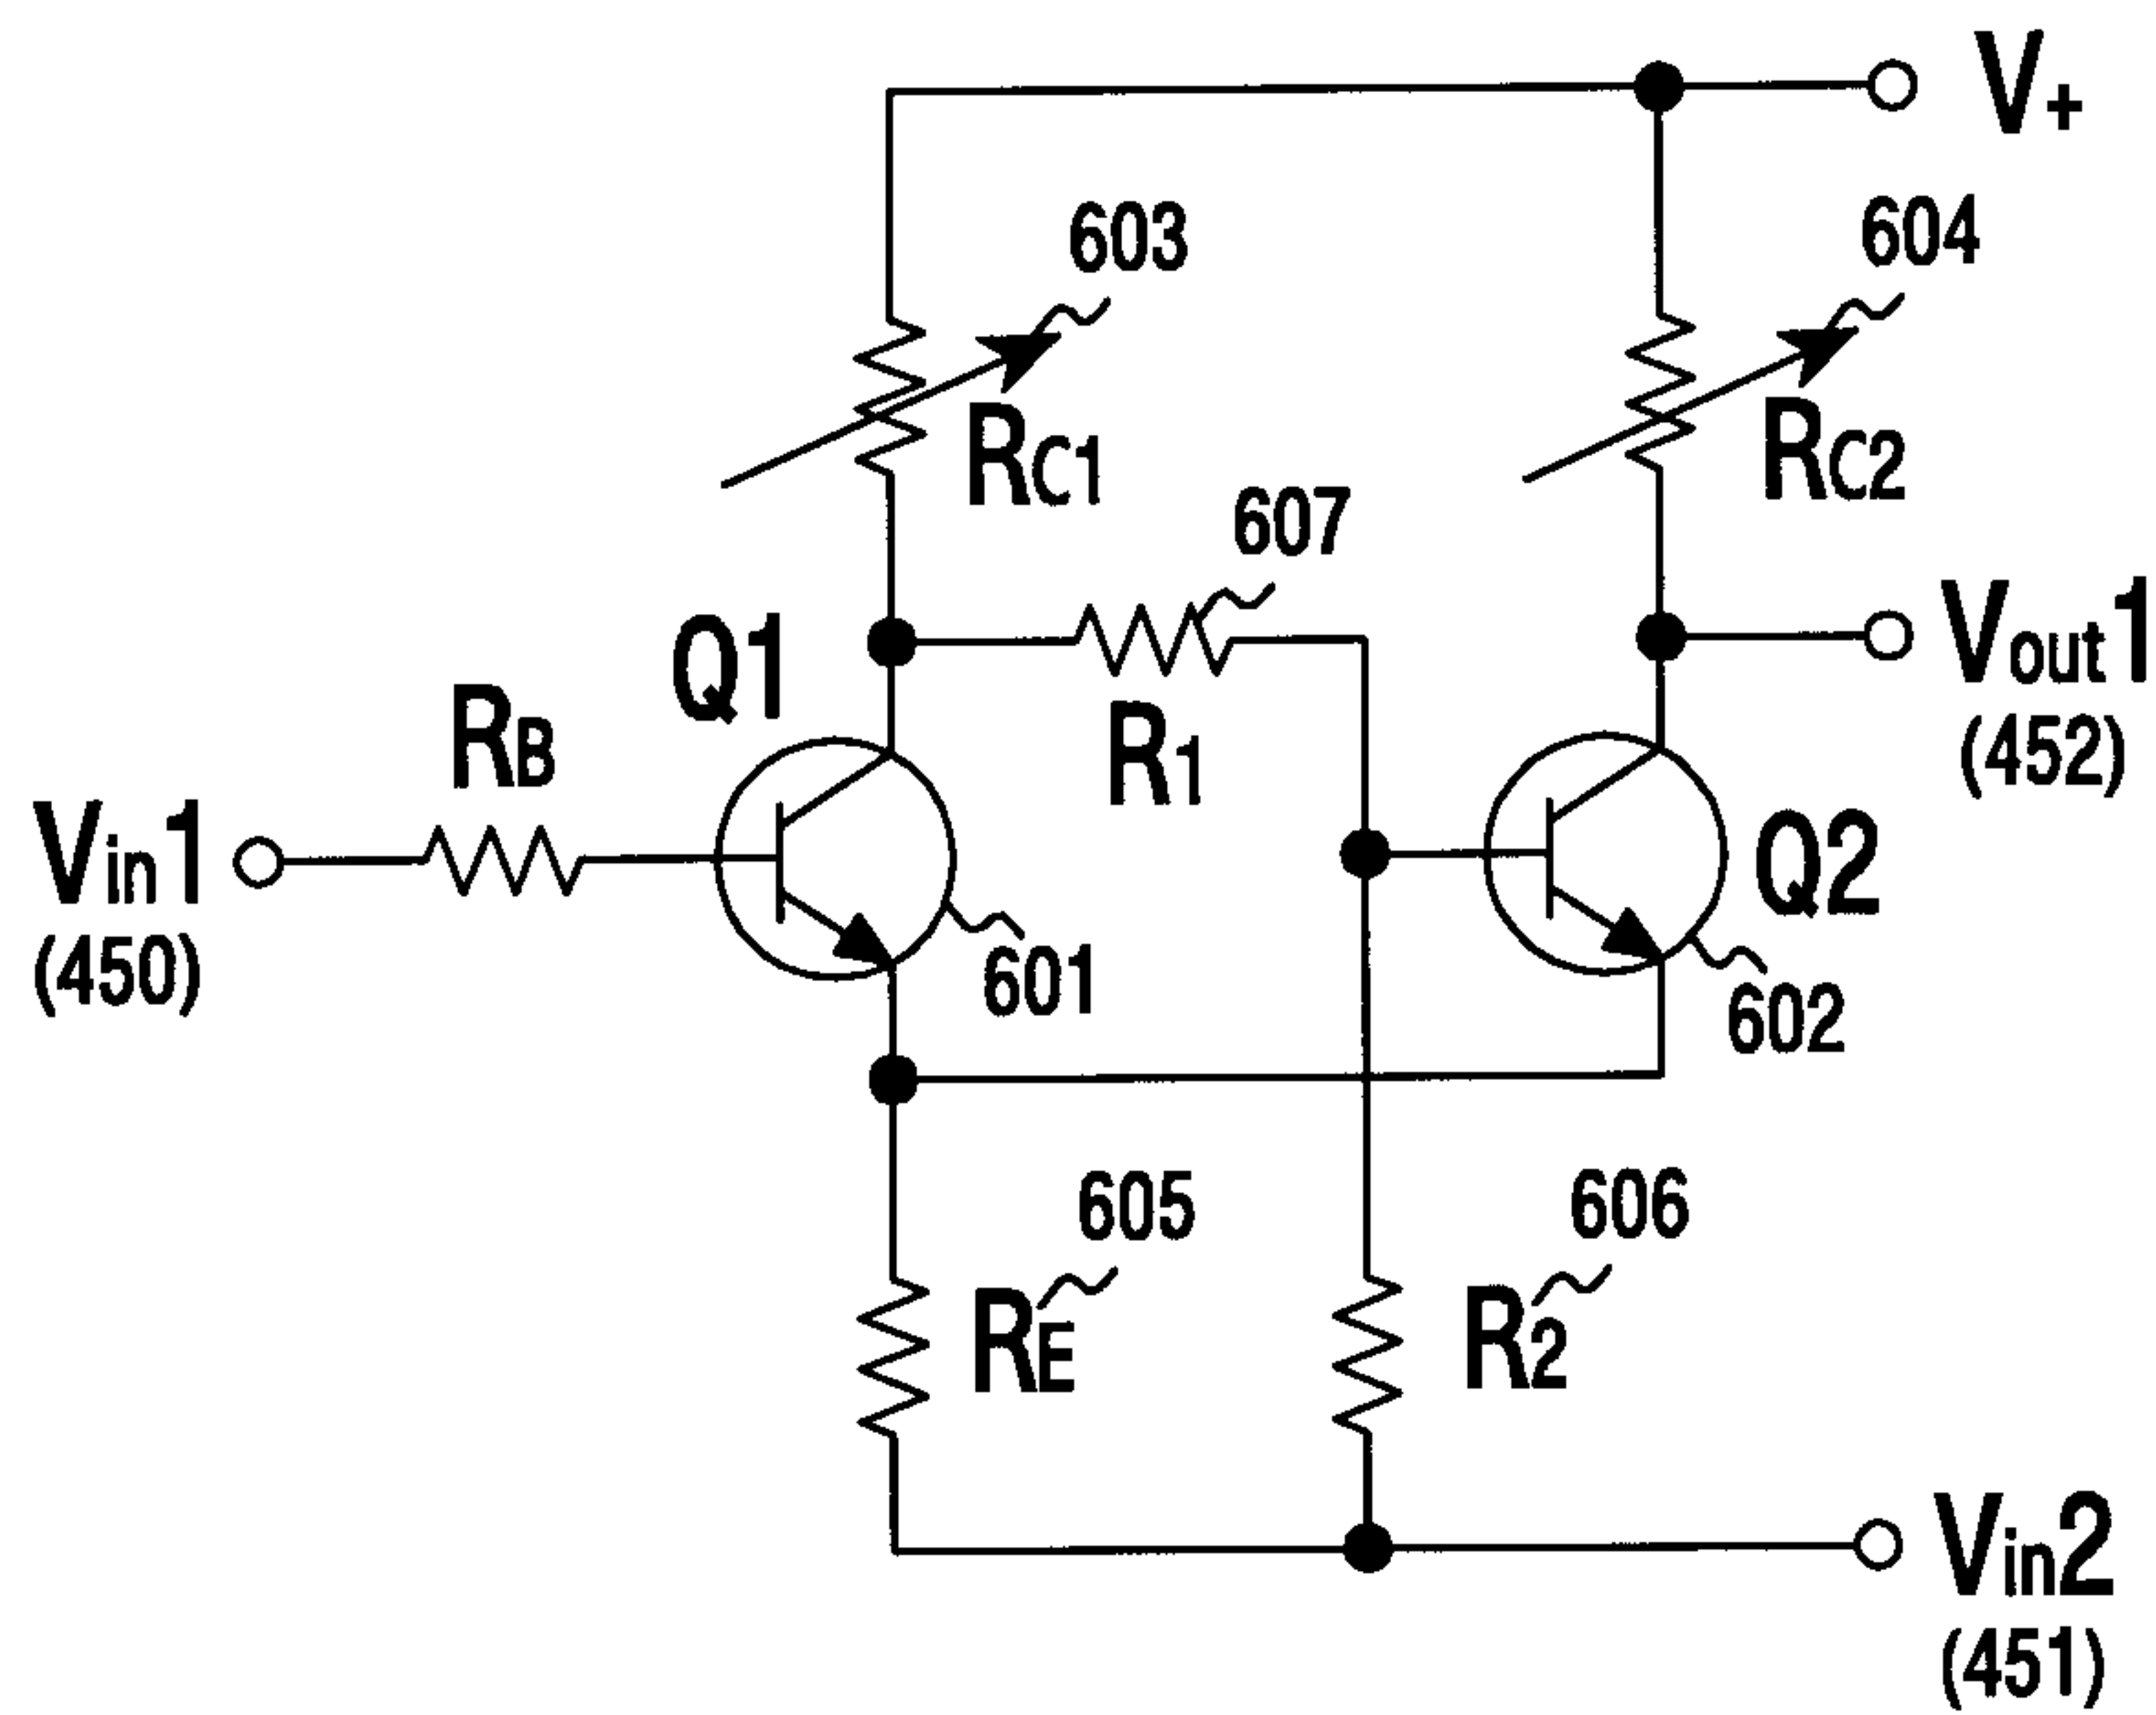 V+
603
604
RC1
RC2
607
Q1
Vout1
(452)
RB
R1
Vin1
(450)
Q2
601
602
605
606
RE
R2
Vin2
(451)